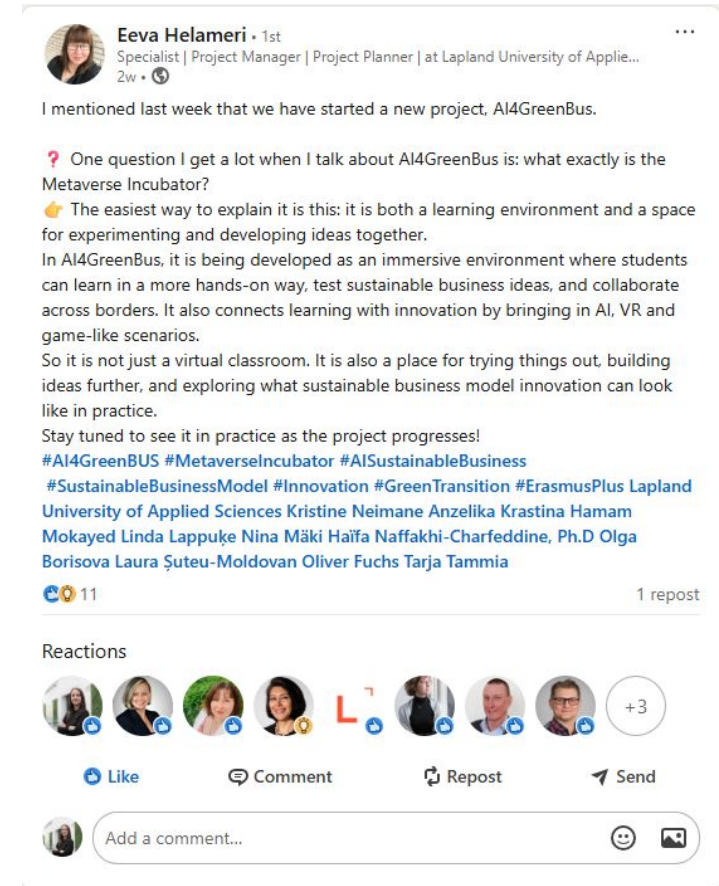 Eeva Helameri • 1st
Specialist | Project Manager | Project Planner | at Lapland University of Applie...
2w •
I mentioned last week that we have started a new project, AI4GreenBus.
❓ One question I get a lot when I talk about AI4GreenBus is: what exactly is the
Metaverse Incubator?
👉 The easiest way to explain it is this: it is both a learning environment and a space
for experimenting and developing ideas together.
In AI4GreenBus, it is being developed as an immersive environment where students
can learn in a more hands-on way, test sustainable business ideas, and collaborate
across borders. It also connects learning with innovation by bringing in AI, VR and
game-like scenarios.
So it is not just a virtual classroom. It is also a place for trying things out, building
ideas further, and exploring what sustainable business model innovation can look
like in practice.
Stay tuned to see it in practice as the project progresses!
#AI4GreenBUS #MetaverseIncubator #AISustainableBusiness
#SustainableBusinessModel #Innovation #GreenTransition #ErasmusPlus Lapland
University of Applied Sciences Kristine Neimane Anzelika Krastina Hamam
Mokayed Linda Lappuķe Nina Mäki Haïfa Naffakhi-Charfeddine, Ph.D Olga
Borisova Laura Șuteu-Moldovan Oliver Fuchs Tarja Tammia
11
1 repost
Reactions
L
+3
Like
Comment
Repost
Send
Add a comment...